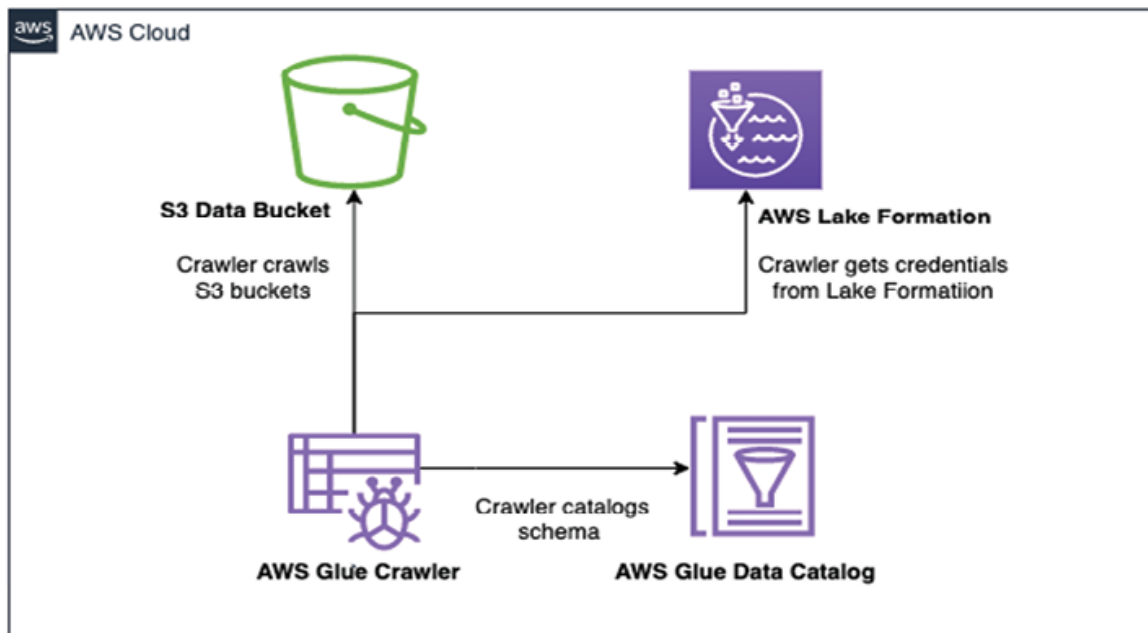 aws
AWS Cloud
S3 Data Bucket
Crawler crawls
S3 buckets
AWS Lake Formation
Crawler gets credentials
from Lake Formatiion
Crawler catalogs
schema
AWS Glue Crawler
AWS Glue Data Catalog